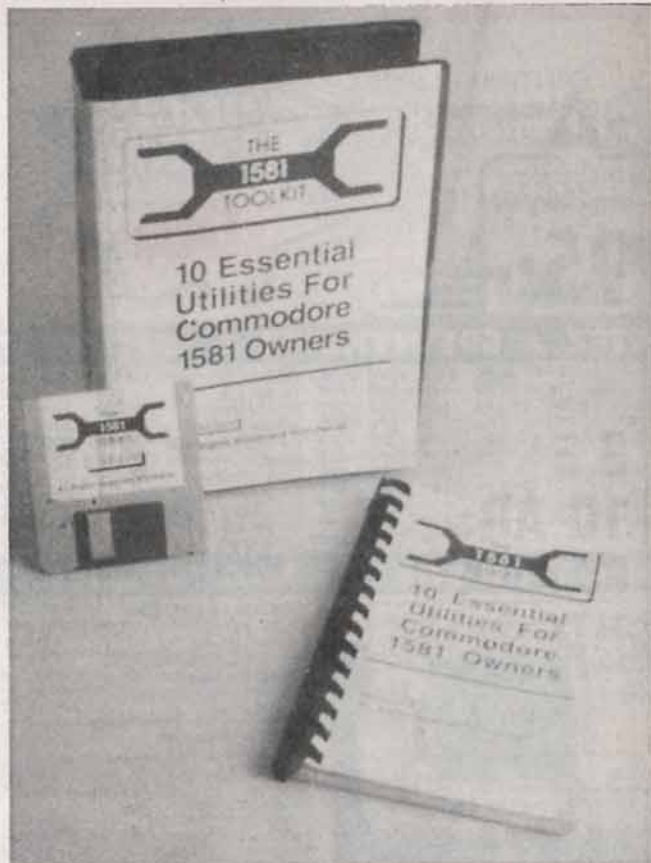 THE
1581
TOOLKIT
10 Essential
Utilities For
Commodore
1581 Owners
1581
1581
10 Essential
Utilities For
Commodore
1581 Owners